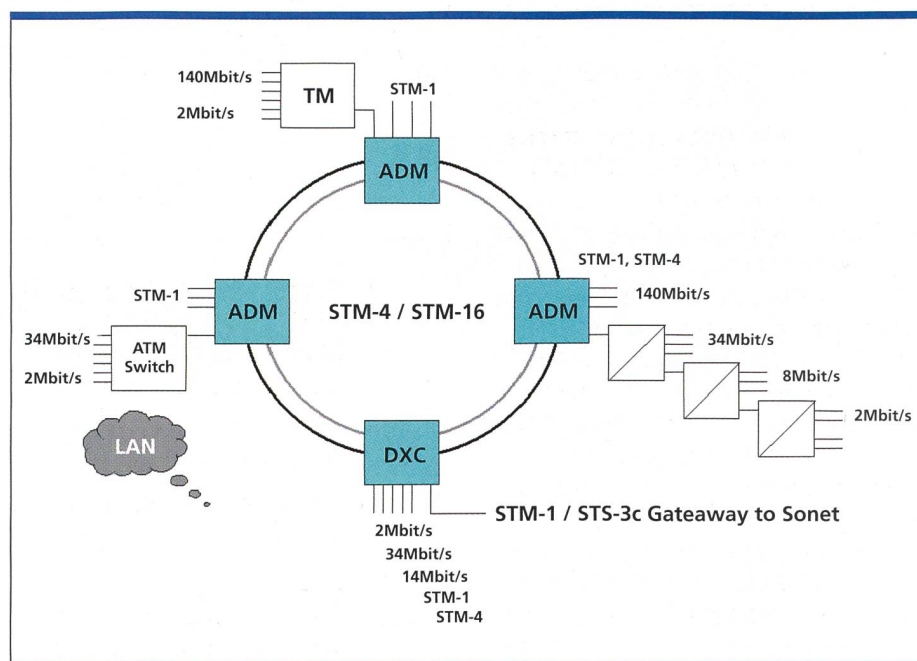 140Mbit/s
2Mbit/s
TM
STM-1
ADM
STM-1
ADM
STM-4 / STM-16
ADM
STM-1, STM-4
140Mbit/s
34Mbit/s
2Mbit/s
ATM
Switch
34Mbit/s
8Mbit/s
2Mbit/s
LAN
DXC
STM-1 / STS-3c Gateaway to Sonet
2Mbit/s
34Mbit/s
14Mbit/s
STM-1
STM-4